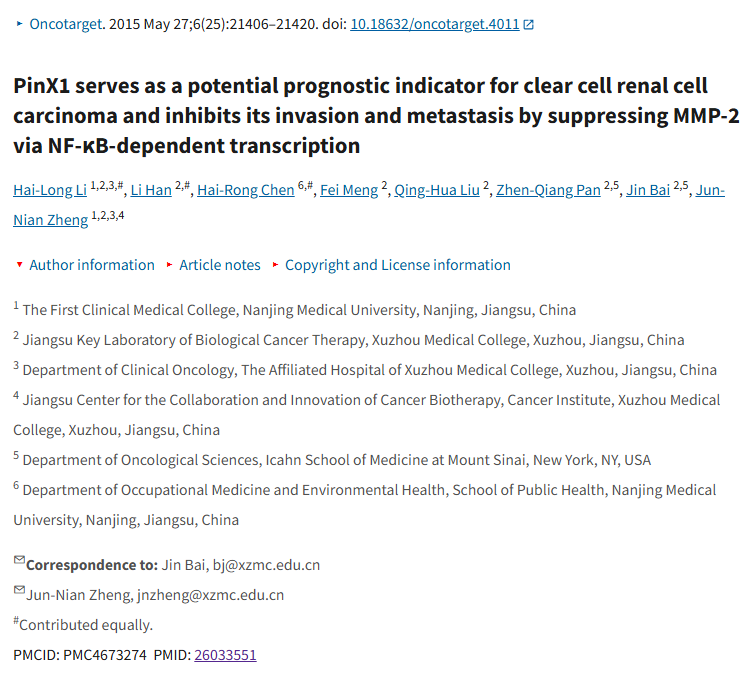 Oncotarget. 2015 May 27;6(25):21406–21420. doi: 10.18632/oncotarget.4011
PinX1 serves as a potential prognostic indicator for clear cell renal cell
carcinoma and inhibits its invasion and metastasis by suppressing MMP-2
via NF-κB-dependent transcription
Hai-Long Li 1,2,3,#, Li Han 2,#, Hai-Rong Chen 6,#, Fei Meng 2, Qing-Hua Liu 2, Zhen-Qiang Pan 2,5, Jin Bai 2,5, Jun-
Nian Zheng 1,2,3,4
Author information Article notes Copyright and License information
1 The First Clinical Medical College, Nanjing Medical University, Nanjing, Jiangsu, China
2 Jiangsu Key Laboratory of Biological Cancer Therapy, Xuzhou Medical College, Xuzhou, Jiangsu, China
3 Department of Clinical Oncology, The Affiliated Hospital of Xuzhou Medical College, Xuzhou, Jiangsu, China
4 Jiangsu Center for the Collaboration and Innovation of Cancer Biotherapy, Cancer Institute, Xuzhou Medical
College, Xuzhou, Jiangsu, China
5 Department of Oncological Sciences, Icahn School of Medicine at Mount Sinai, New York, NY, USA
6 Department of Occupational Medicine and Environmental Health, School of Public Health, Nanjing Medical
University, Nanjing, Jiangsu, China
Correspondence to: Jin Bai, bj@xzmc.edu.cn
Jun-Nian Zheng, jnzheng@xzmc.edu.cn
#Contributed equally.
PMCID: PMC4673274 PMID: 26033551